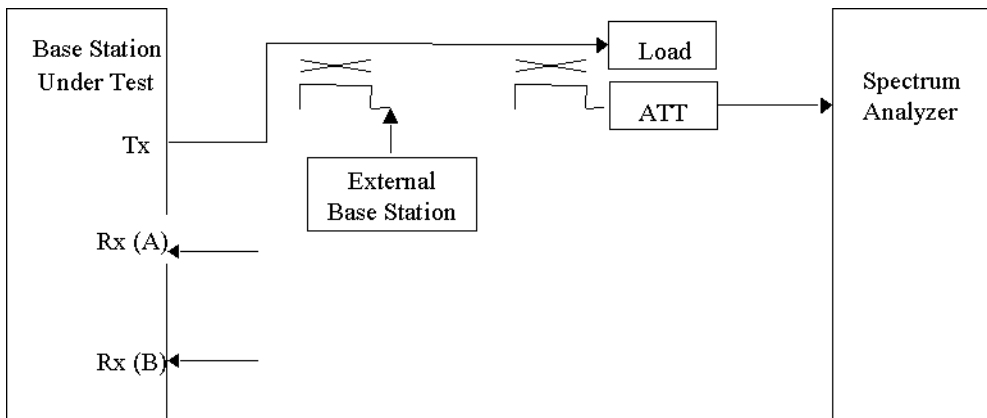 Base Station
Under Test
Tx
Rx (A)
Rx (B)
External
Base Station
Load
ATT
Spectrum
Analyzer